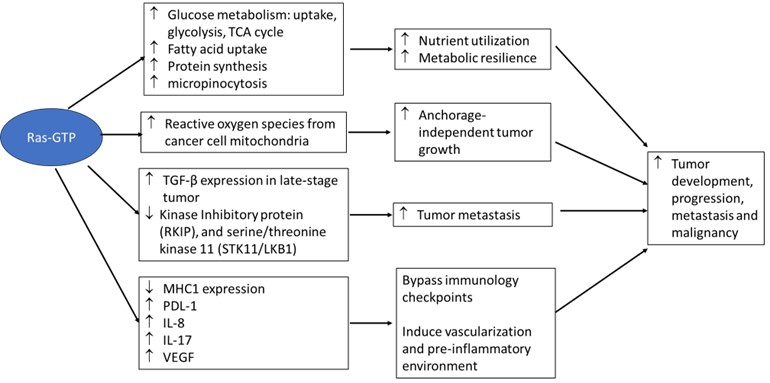 Ras-GTP
↑ Glucose metabolism: uptake,
glycolysis, TCA cycle
↑ Fatty acid uptake
↑ Protein synthesis
↑ micropinocytosis
↑ Nutrient utilization
↑ Metabolic resilience
↑ Reactive oxygen species from
cancer cell mitochondria
↑ Anchorage-
independent tumor
growth
↑ TGF-β expression in late-stage
tumor
↓ Kinase Inhibitory protein
(RKIP), and serine/threonine
kinase 11 (STK11/LKB1)
↑ Tumor metastasis
↓ MHC1 expression
↑ PDL-1
↑ IL-8
↑ IL-17
↑ VEGF
Bypass immunology
checkpoints
Induce vascularization
and pre-inflammatory
environment
↑ Tumor
development,
progression,
metastasis and
malignancy